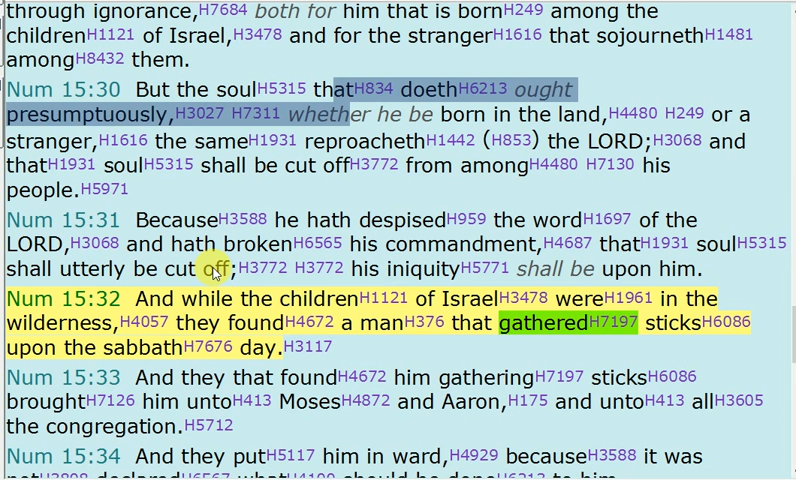 through ignorance,H7684 both for him that is bornH249 among the
childrenH1121 of Israel,H3478 and for the strangerH1616 that sojournethH1481
amongH8432 them.
Num 15:30 But the soulH5315 thatH834 doethH6213 ought
presumptuously,H3027 H7311 whether he be born in the land,H4480 H249 or a
stranger,H1616 the sameH1931 reproachethH1442 (H853) the LORD;H3068 and
thatH1931 soulH5315 shall be cut offH3772 from amongH4480 H7130 his
people.H5971
Num 15:31 BecauseH3588 he hath despisedH959 the wordH1697 of the
LORD,H3068 and hath brokenH6565 his commandment,H4687 thatH1931 soulH5315
shall utterly be cut off;H3772 H3772 his iniquityH5771 shall be upon him.
Num 15:32 And while the childrenH1121 of IsraelH3478 wereH1961 in the
wilderness,H4057 they foundH4672 a manH376 that gatheredH7197 sticksH6086
upon the sabbathH7676 day.H3117
Num 15:33 And they that foundH4672 him gatheringH7197 sticksH6086
broughtH7126 him untoH413 MosesH4872 and Aaron,H175 and untoH413 allH3605
the congregation.H5712
Num 15:34 And they putH5117 him in ward,H4929 becauseH3588 it was
notH3808 declaredH6567 whatH4100 should be doneH6213 to him.